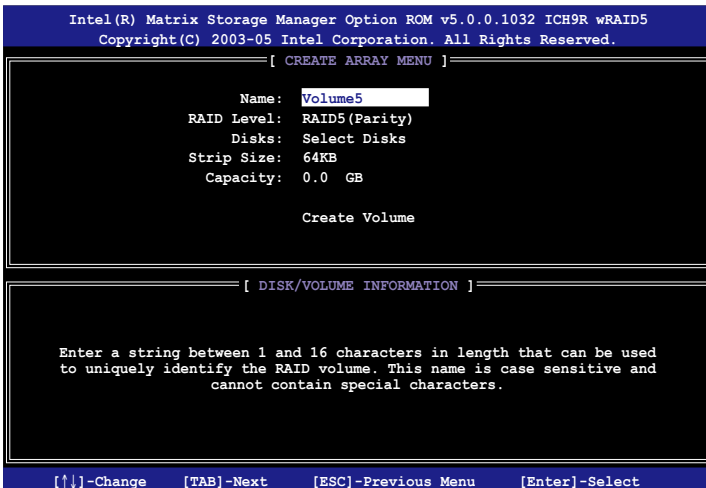 Intel(R) Matrix Storage Manager Option ROM v5.0.0.1032 ICH9R wRAID5
Copyright(C) 2003-05 Intel Corporation. All Rights Reserved.
[ CREATE ARRAY MENU ]
Name: Volume5
RAID Level: RAID5(Parity)
Disks: Select Disks
Strip Size: 64KB
Capacity: 0.0 GB
Create Volume
[ DISK/VOLUME INFORMATION ]
Enter a string between 1 and 16 characters in length that can be used
to uniquely identify the RAID volume. This name is case sensitive and
cannot contain special characters.
[↑↓]-Change [TAB]-Next [ESC]-Previous Menu [Enter]-Select